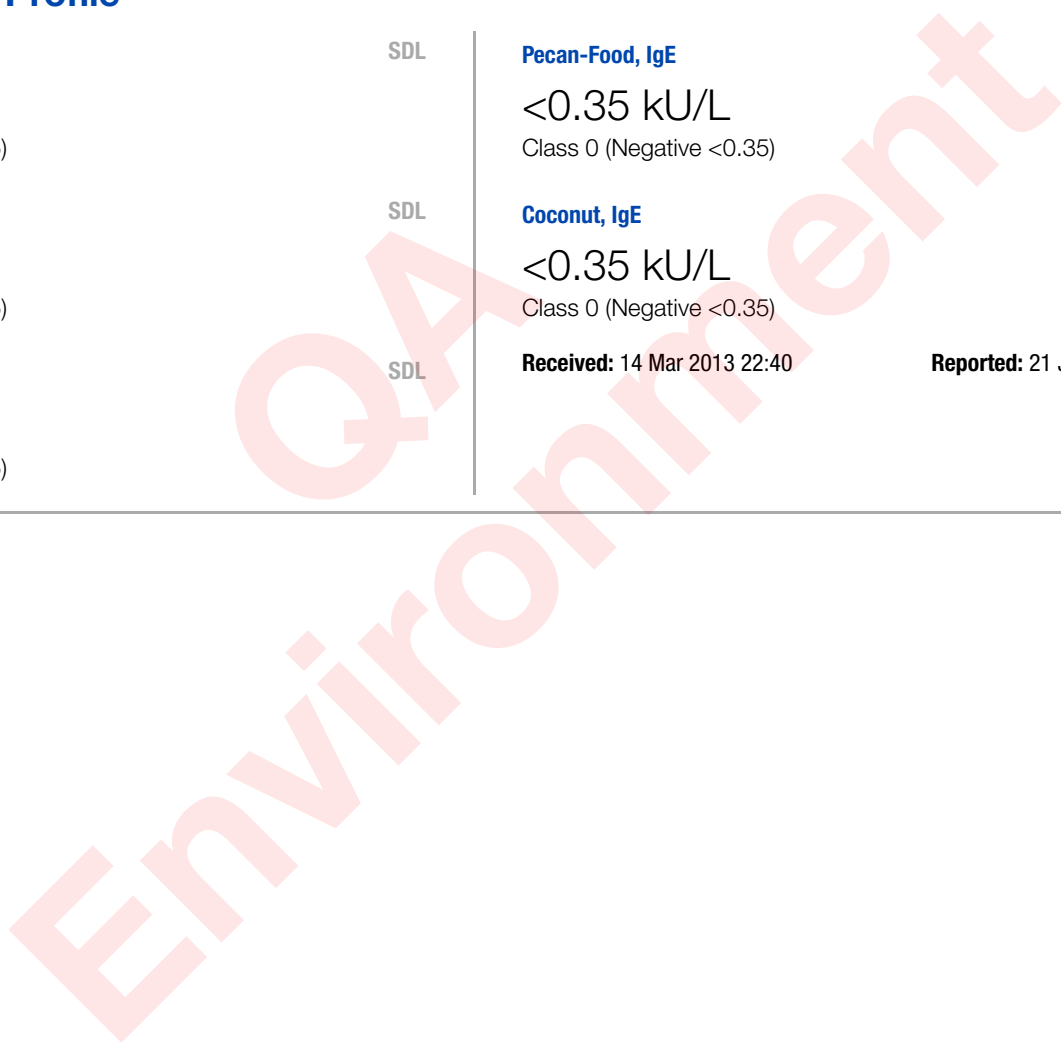 SDL
)
SDL
)
SDL
)
Pecan-Food, IgE
<0.35 kU/L
Class 0 (Negative <0.35)
Coconut, IgE
<0.35 kU/L
Class 0 (Negative <0.35)
Received: 14 Mar 2013 22:40 Reported: 21
QA
Environment